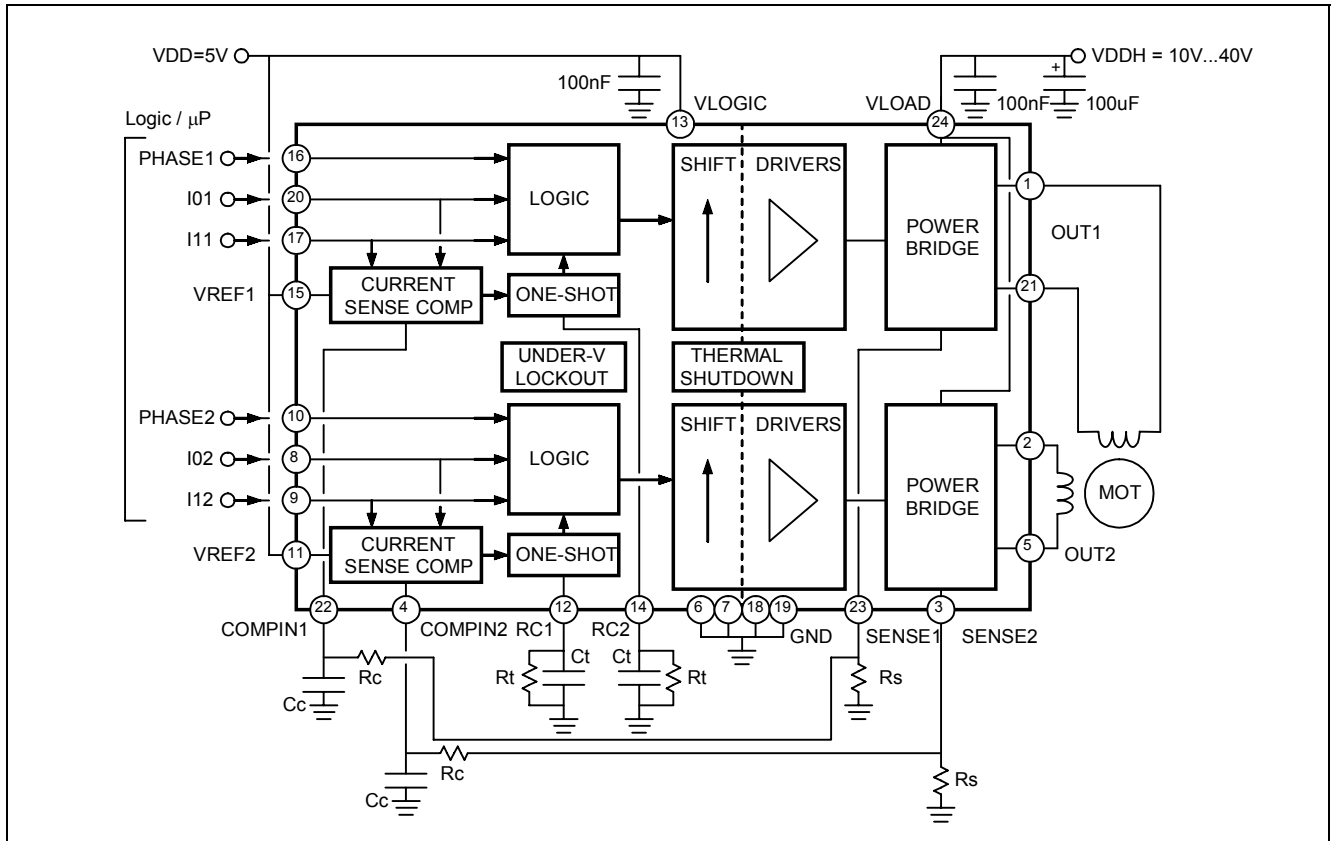 VDD=5V
VDDH = 10V...40V
100nF
100nF
100uF
+
VLOGIC
VLOAD
Logic / µP
13
24
PHASE1
16
I01
20
I11
17
VREF1
15
LOGIC
CURRENT
SENSE COMP
ONE-SHOT
SHIFT
DRIVERS
POWER
BRIDGE
1
OUT1
21
UNDER-V
LOCKOUT
THERMAL
SHUTDOWN
PHASE2
10
I02
8
I12
9
VREF2
11
LOGIC
CURRENT
SENSE COMP
ONE-SHOT
SHIFT
DRIVERS
POWER
BRIDGE
2
MOT
5
OUT2
22
4
12
14
6
7
18
19
23
3
COMPIN1
COMPIN2
RC1
RC2
GND
SENSE1
SENSE2
Rc
Cc
Rt
Ct
Ct
Rt
Rs
Rc
Cc
Rs